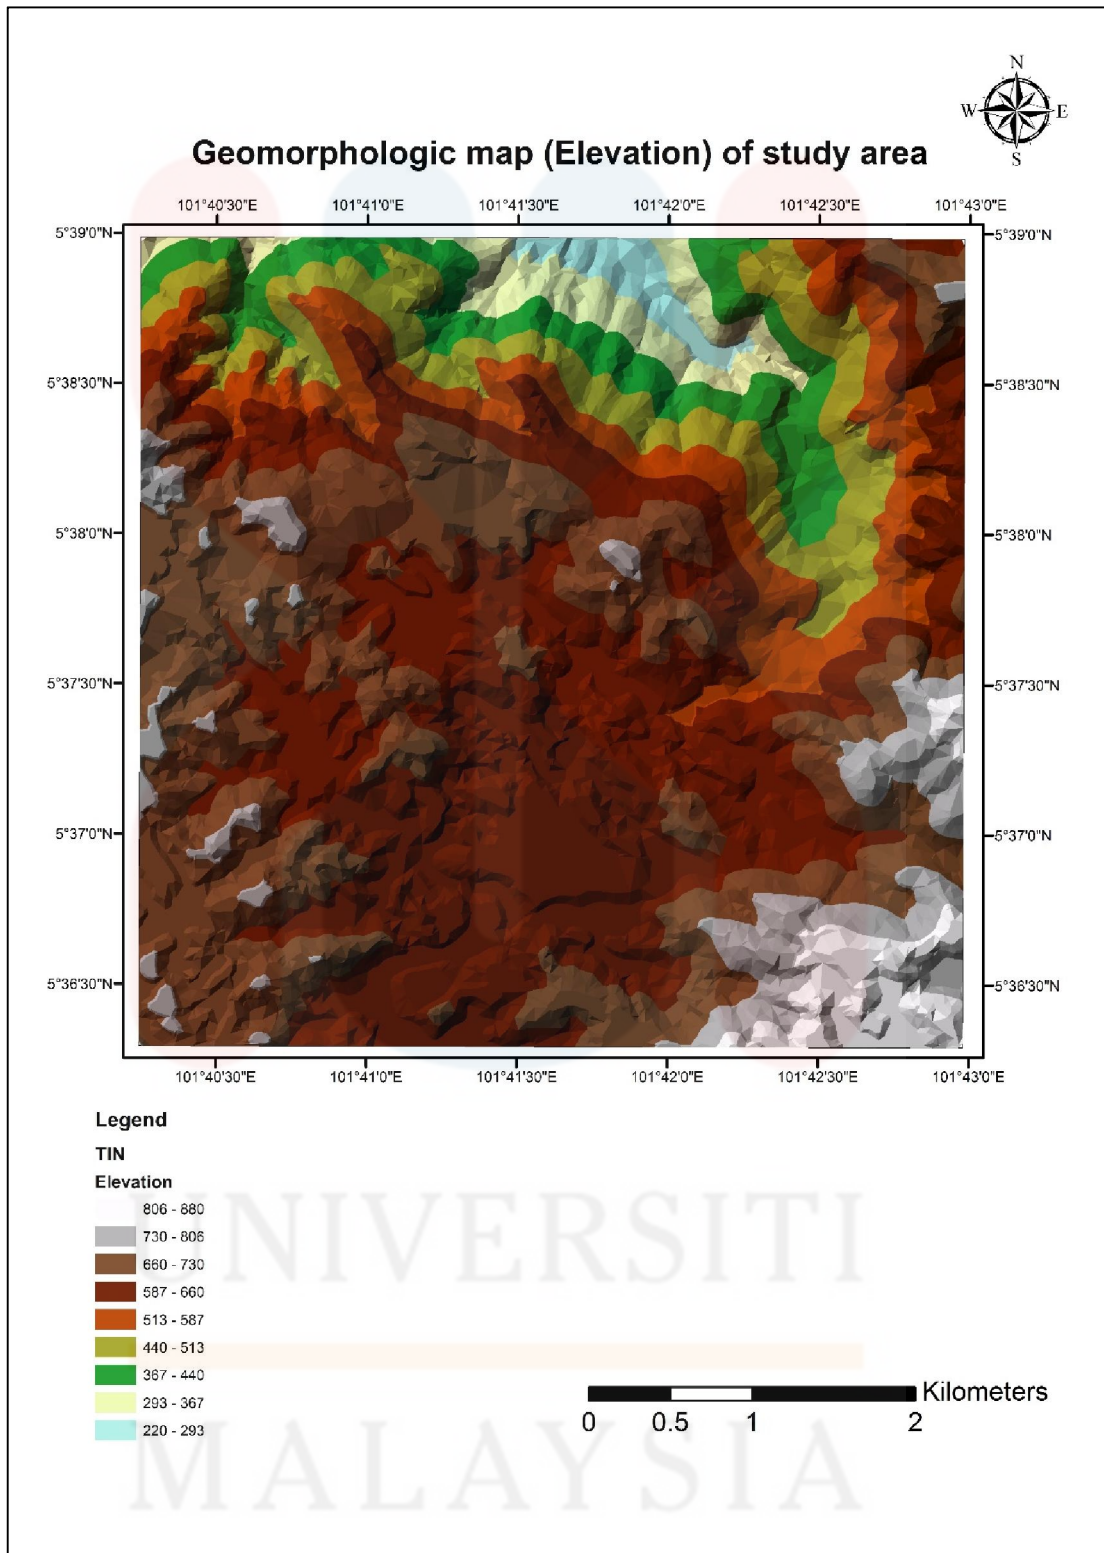 N
W E
S
Geomorphologic map (Elevation) of study area
101°40'30"E 101°41'0"E 101°41'30"E 101°42'0"E 101°42'30"E 101°43'0"E
5°39'0"N 5°39'0"N
5°38'30"N 5°38'30"N
5°38'0"N 5°38'0"N
5°37'30"N 5°37'30"N
5°37'0"N 5°37'0"N
5°36'30"N 5°36'30"N
101°40'30"E 101°41'0"E 101°41'30"E 101°42'0"E 101°42'30"E 101°43'0"E
Legend
TIN
Elevation
806 - 880
730 - 806
660 - 730
587 - 660
513 - 587
440 - 513
367 - 440
293 - 367
220 - 293
UNIVERSITI
Kilometers
0 0.5 1 2
MALAYSIA